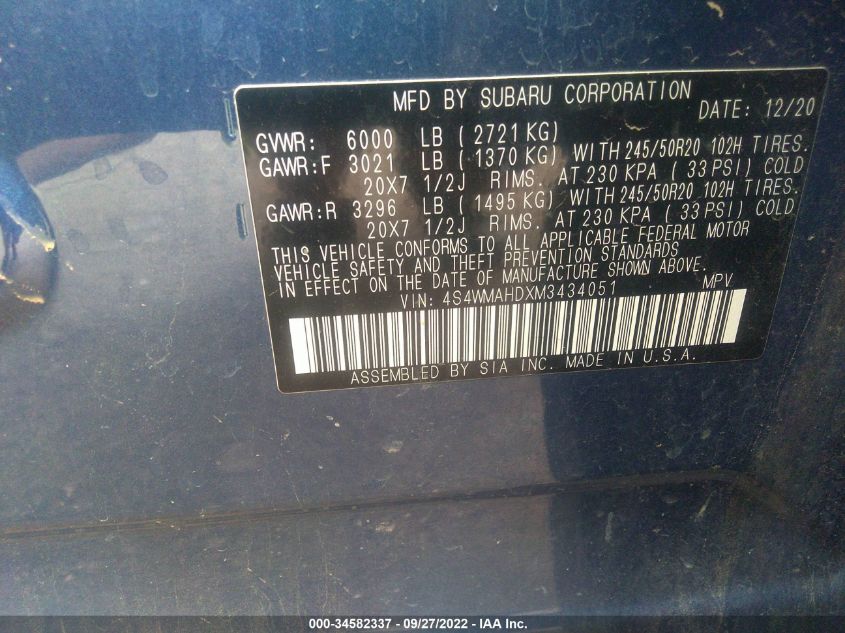 MFD BY SUBARU CORPORATION DATE: 12/20
GVWR: 6000 LB ( 2721 KG)
GAWR:F 3021 LB ( 1370 KG) WITH 245/50R20 102H TIRES.
20X7 1/2J RIMS. AT 230 KPA ( 33 PSI) COLD
GAWR:R 3296 LB ( 1495 KG) WITH 245/50R20 102H TIRES.
20X7 1/2J RIMS. AT 230 KPA ( 33 PSI) COLD
THIS VEHICLE CONFORMS TO ALL APPLICABLE FEDERAL MOTOR
VEHICLE SAFETY AND THEFT PREVENTION STANDARDS
IN EFFECT ON THE DATE OF MANUFACTURE SHOWN ABOVE.
VIN: 4S4WMAHDXM3434051 MPV
ASSEMBLED BY SIA INC. MADE IN U.S.A.
000-34582337 - 09/27/2022 - IAA Inc.